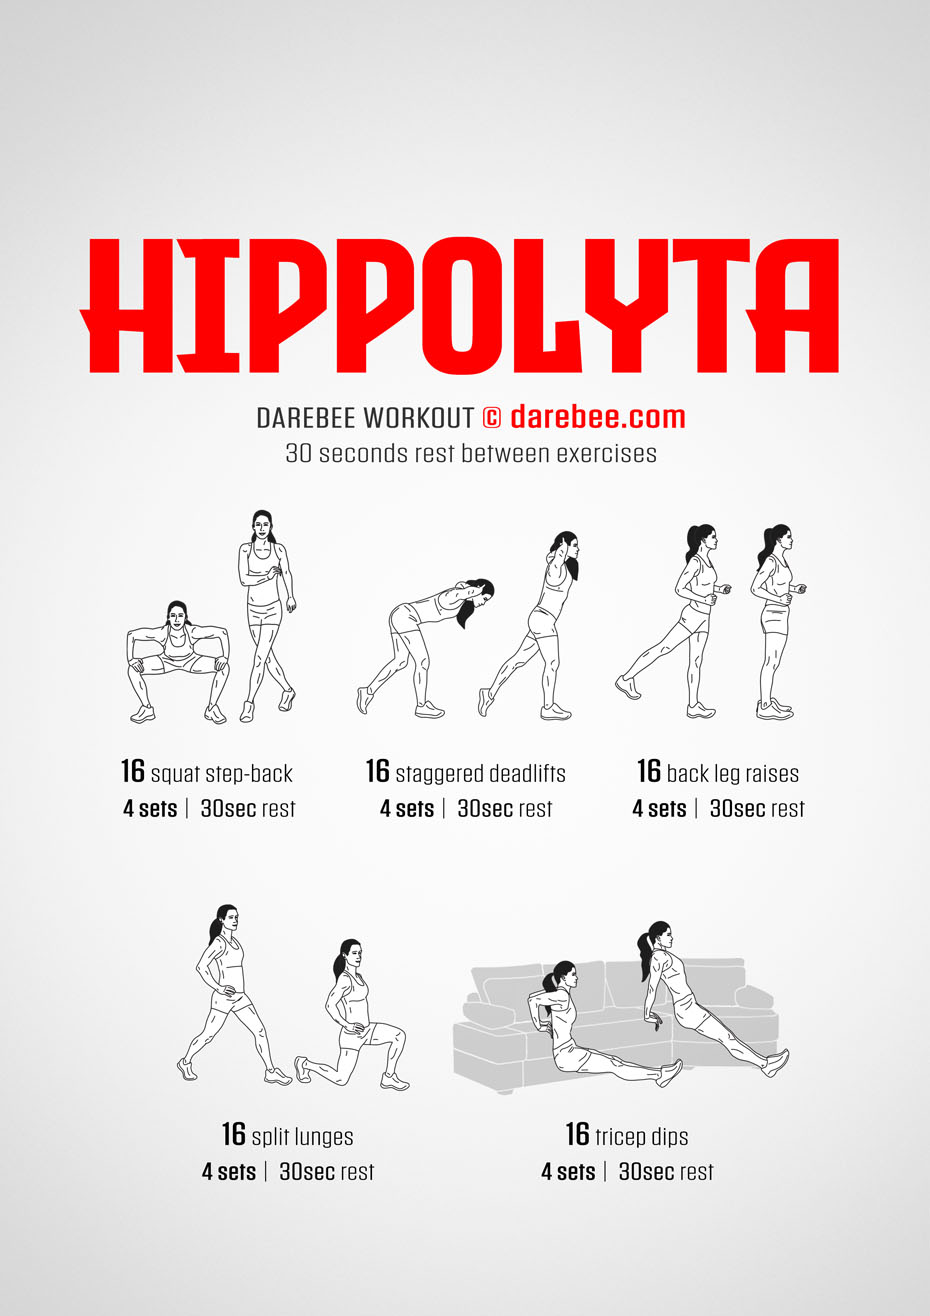 HIPPOLYTA
DAREBEE WORKOUT © darebee.com
30 seconds rest between exercises
16 squat step-back
4 sets | 30sec rest
16 staggered deadlifts
4 sets | 30sec rest
16 back leg raises
4 sets | 30sec rest
16 split lunges
4 sets | 30sec rest
16 tricep dips
4 sets | 30sec rest